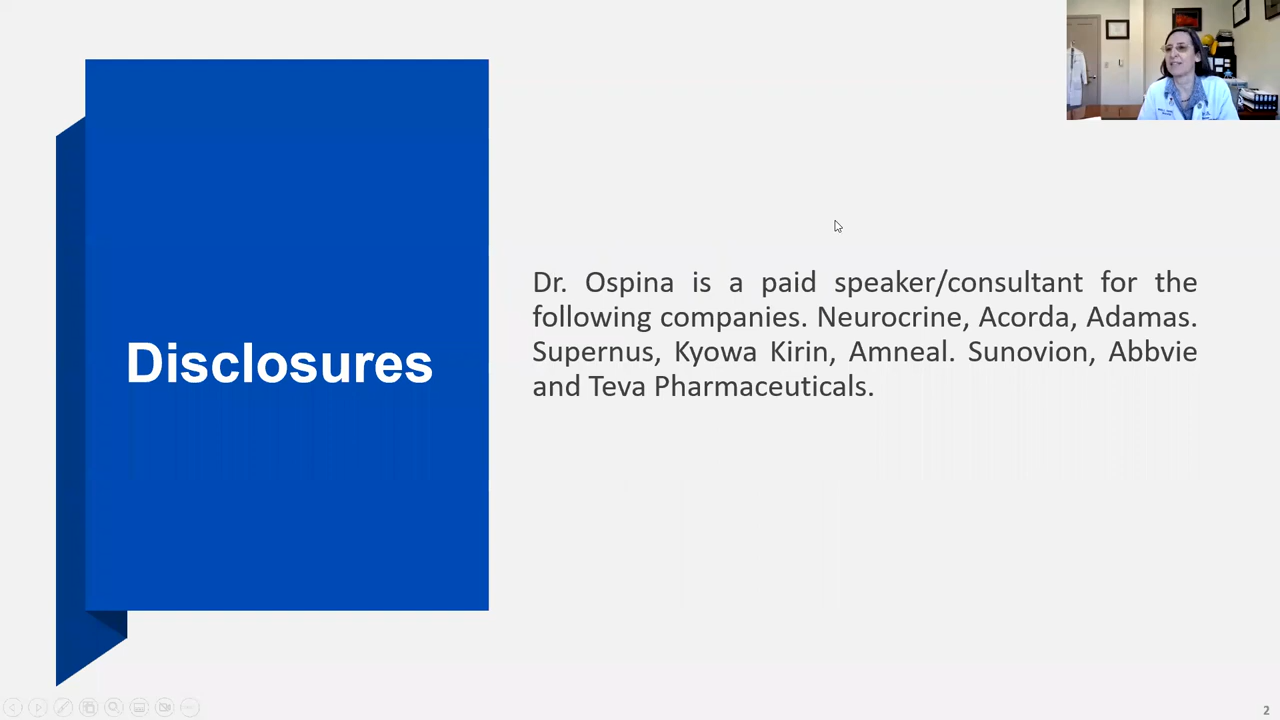 Disclosures
Dr. Ospina is a paid speaker/consultant for the
following companies. Neurocrine, Acorda, Adamas.
Supernus, Kyowa Kirin, Amneal. Sunovion, Abbvie
and Teva Pharmaceuticals.
2